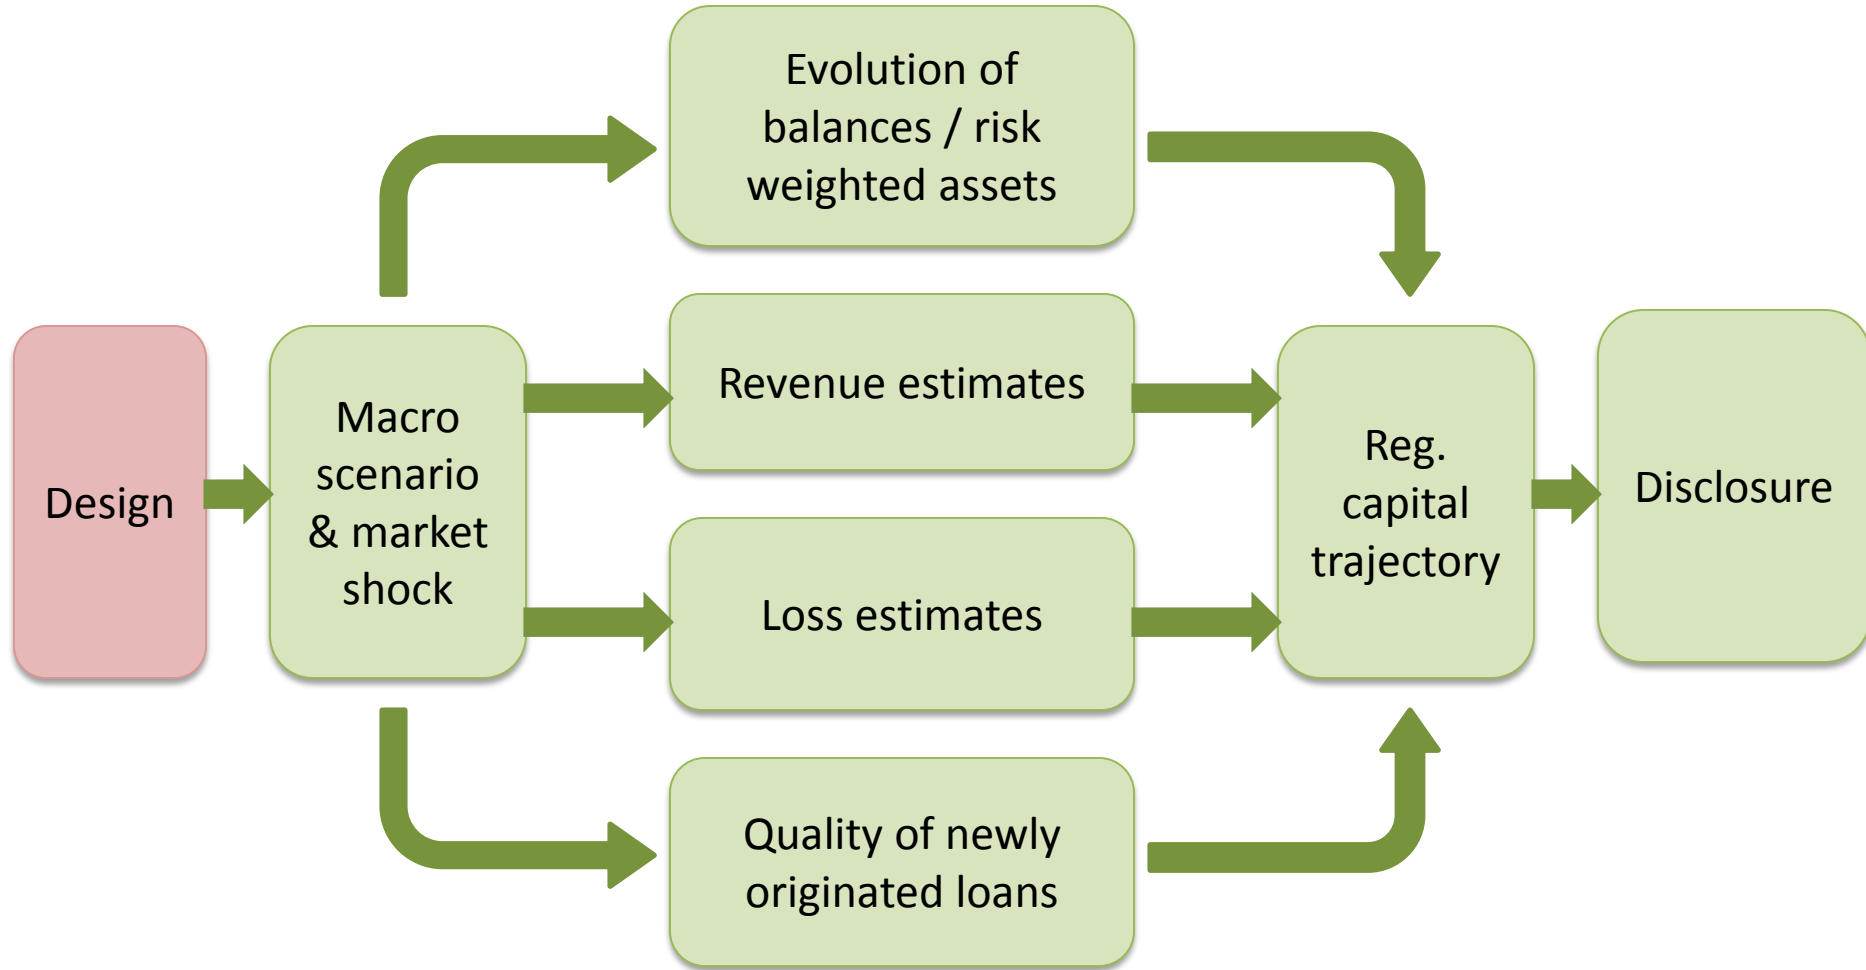 Design
Macro
scenario
& market
shock
Evolution of
balances / risk
weighted assets
Revenue estimates
Loss estimates
Quality of newly
originated loans
Reg.
capital
trajectory
Disclosure